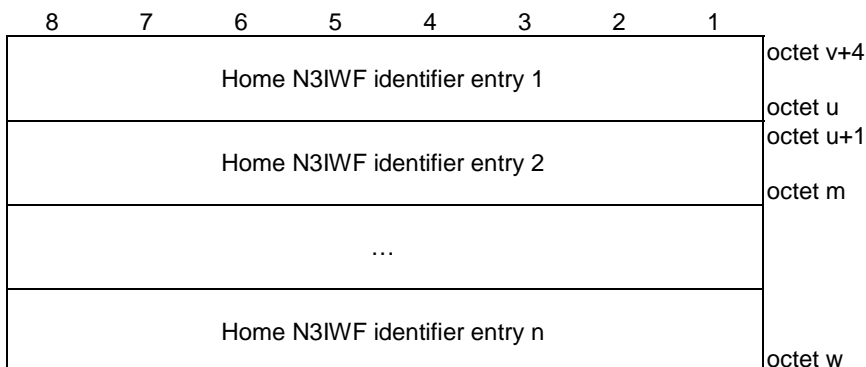 8 7 6 5 4 3 2 1
octet v+4
Home N3IWF identifier entry 1
octet u
octet u+1
Home N3IWF identifier entry 2
octet m
…
Home N3IWF identifier entry n
octet w